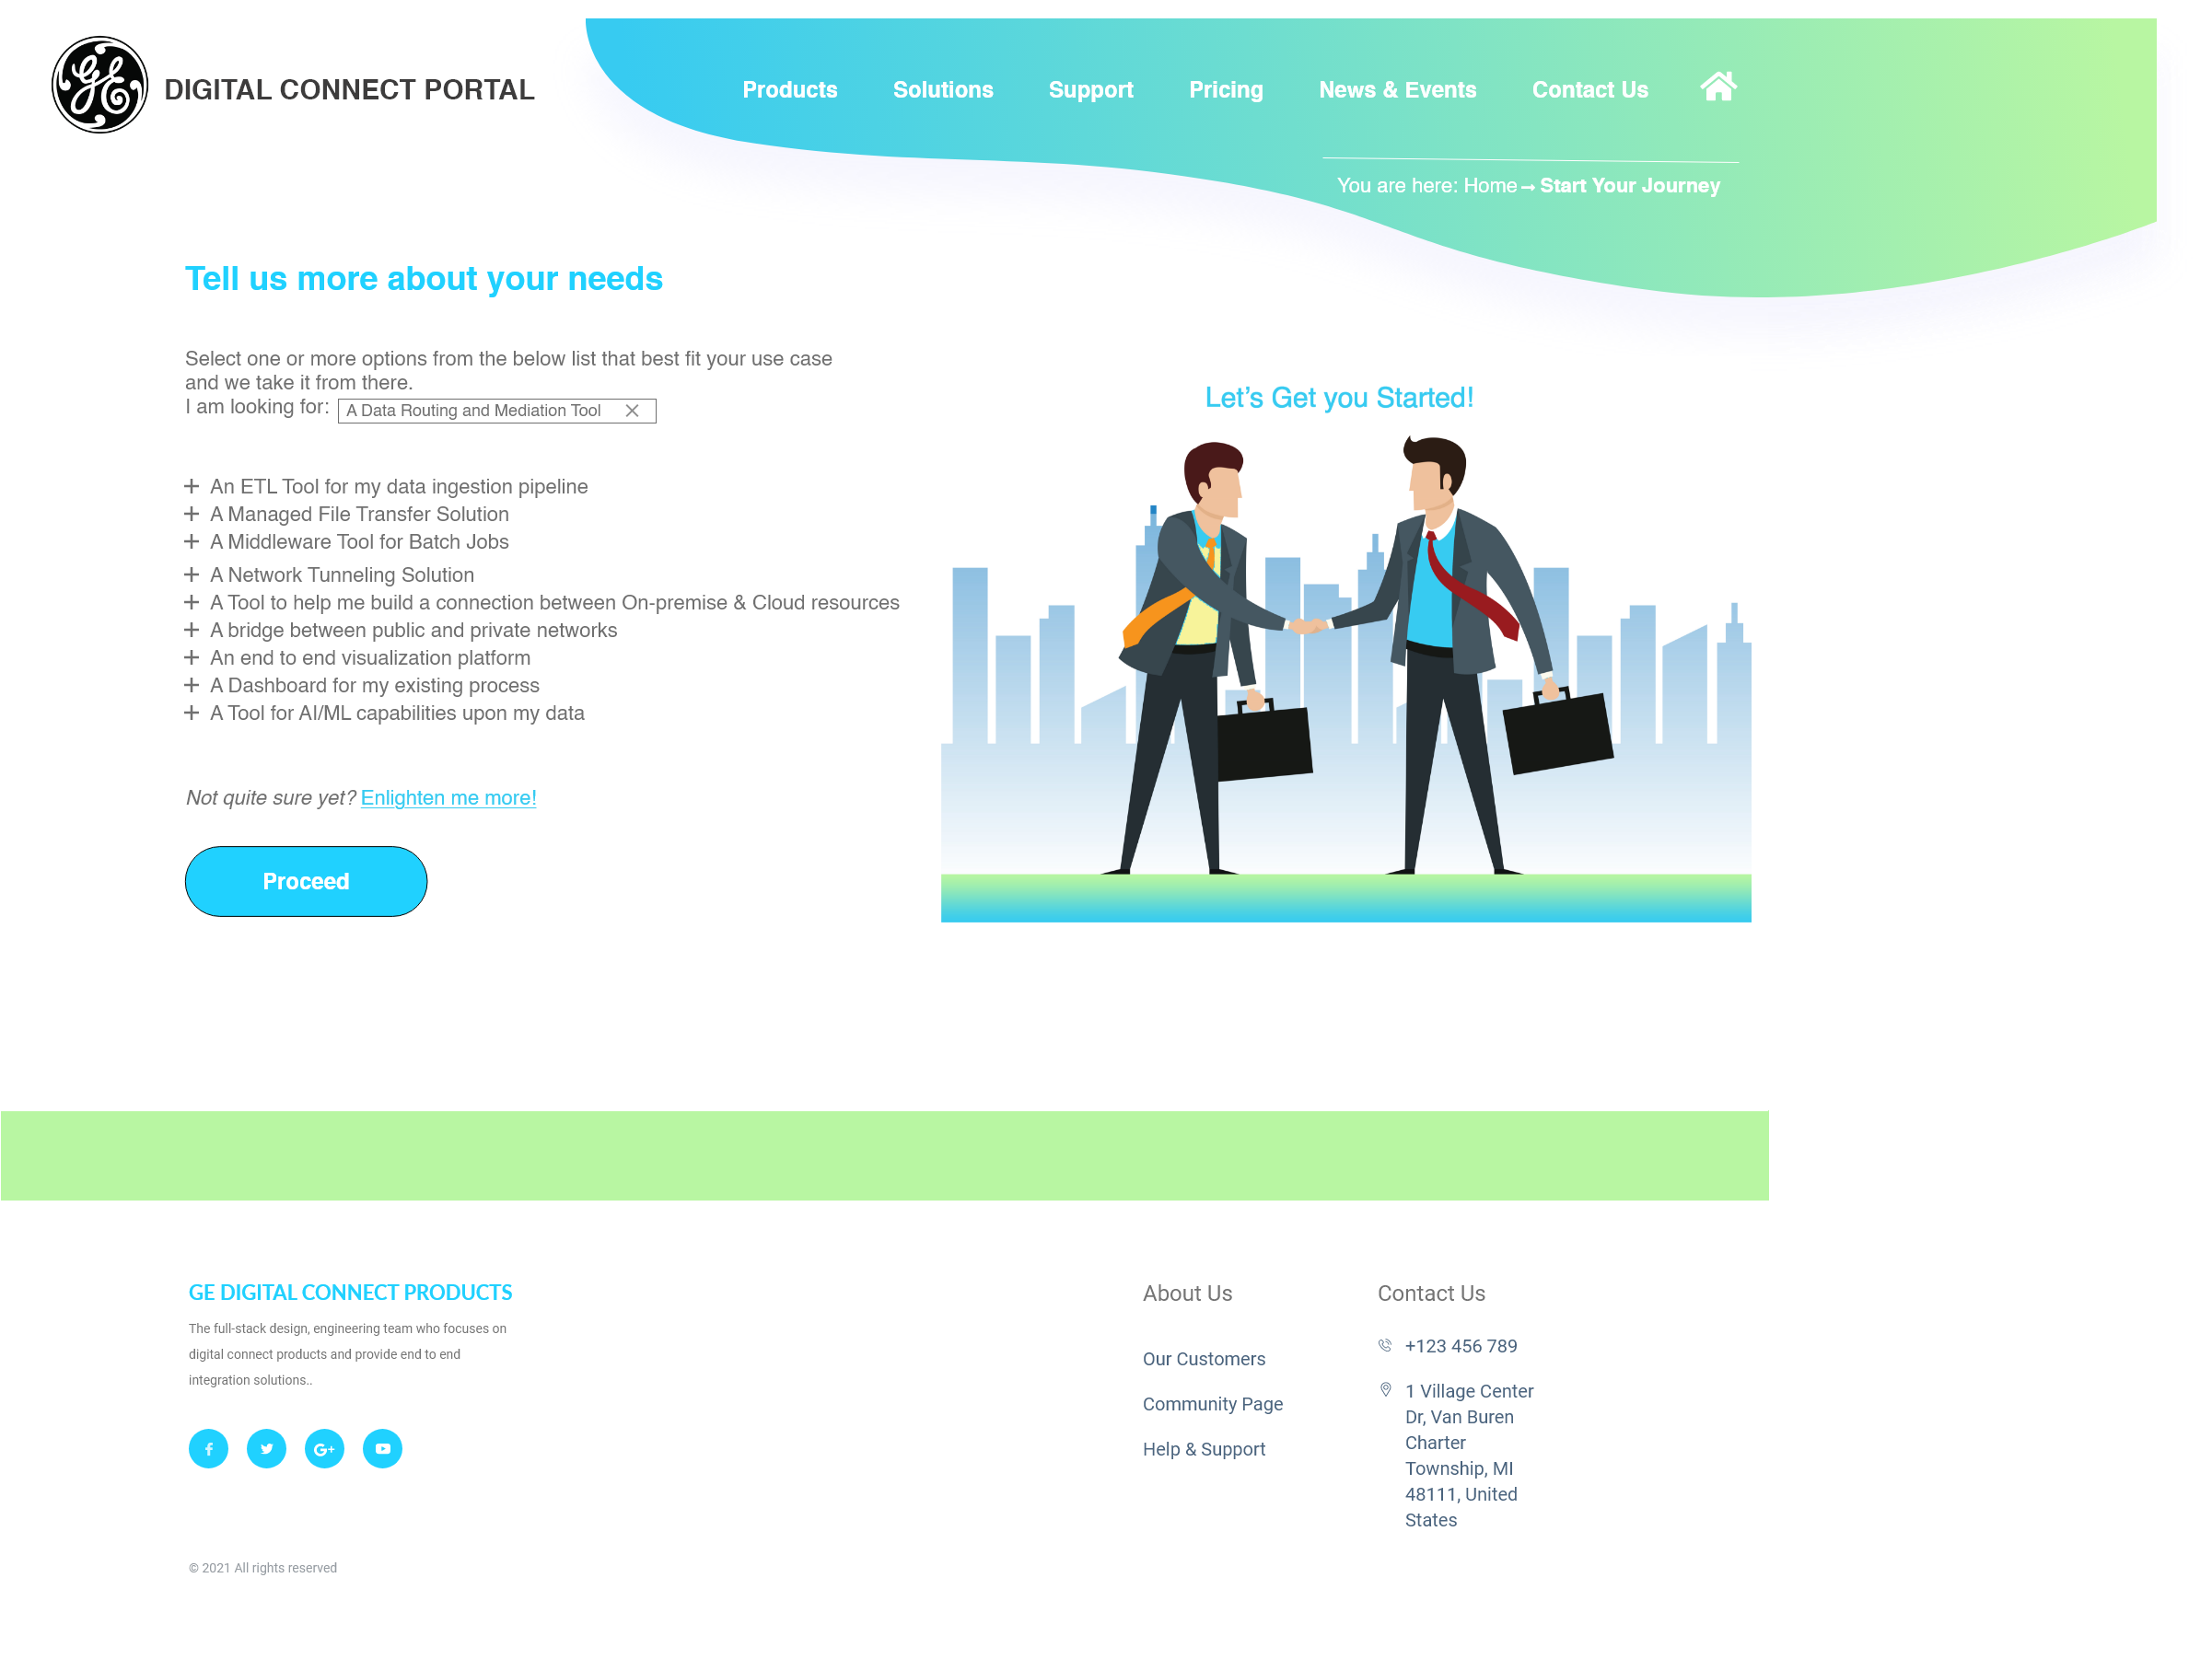 GE
DIGITAL CONNECT PORTAL
Products
Solutions
Support
Pricing
News & Events
Contact Us
You are here: Home➞ Start Your Journey
Tell us more about your needs
Select one or more options from the below list that best fit your use case
and we take it from there.
I am looking for: A Data Routing and Mediation Tool
An ETL Tool for my data ingestion pipeline
A Managed File Transfer Solution
A Middleware Tool for Batch Jobs
A Network Tunneling Solution
A Tool to help me build a connection between On-premise & Cloud resources
A bridge between public and private networks
An end to end visualization platform
A Dashboard for my existing process
A Tool for AI/ML capabilities upon my data
Not quite sure yet? Enlighten me more!
Proceed
Let’s Get you Started!
GE DIGITAL CONNECT PRODUCTS
The full-stack design, engineering team who focuses on
digital connect products and provide end to end
integration solutions..
About Us
Our Customers
Community Page
Help & Support
Contact Us
+123 456 789
1 Village Center
Dr, Van Buren
Charter
Township, MI
48111, United
States
© 2021 All rights reserved